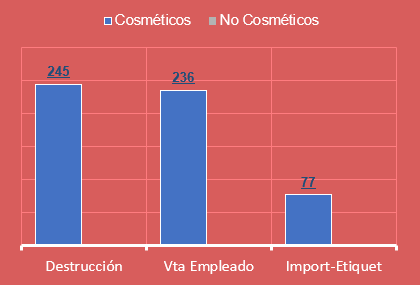 Cosméticos No Cosméticos
245
236
77
Destrucción Vta Empleado Import-Etiquet